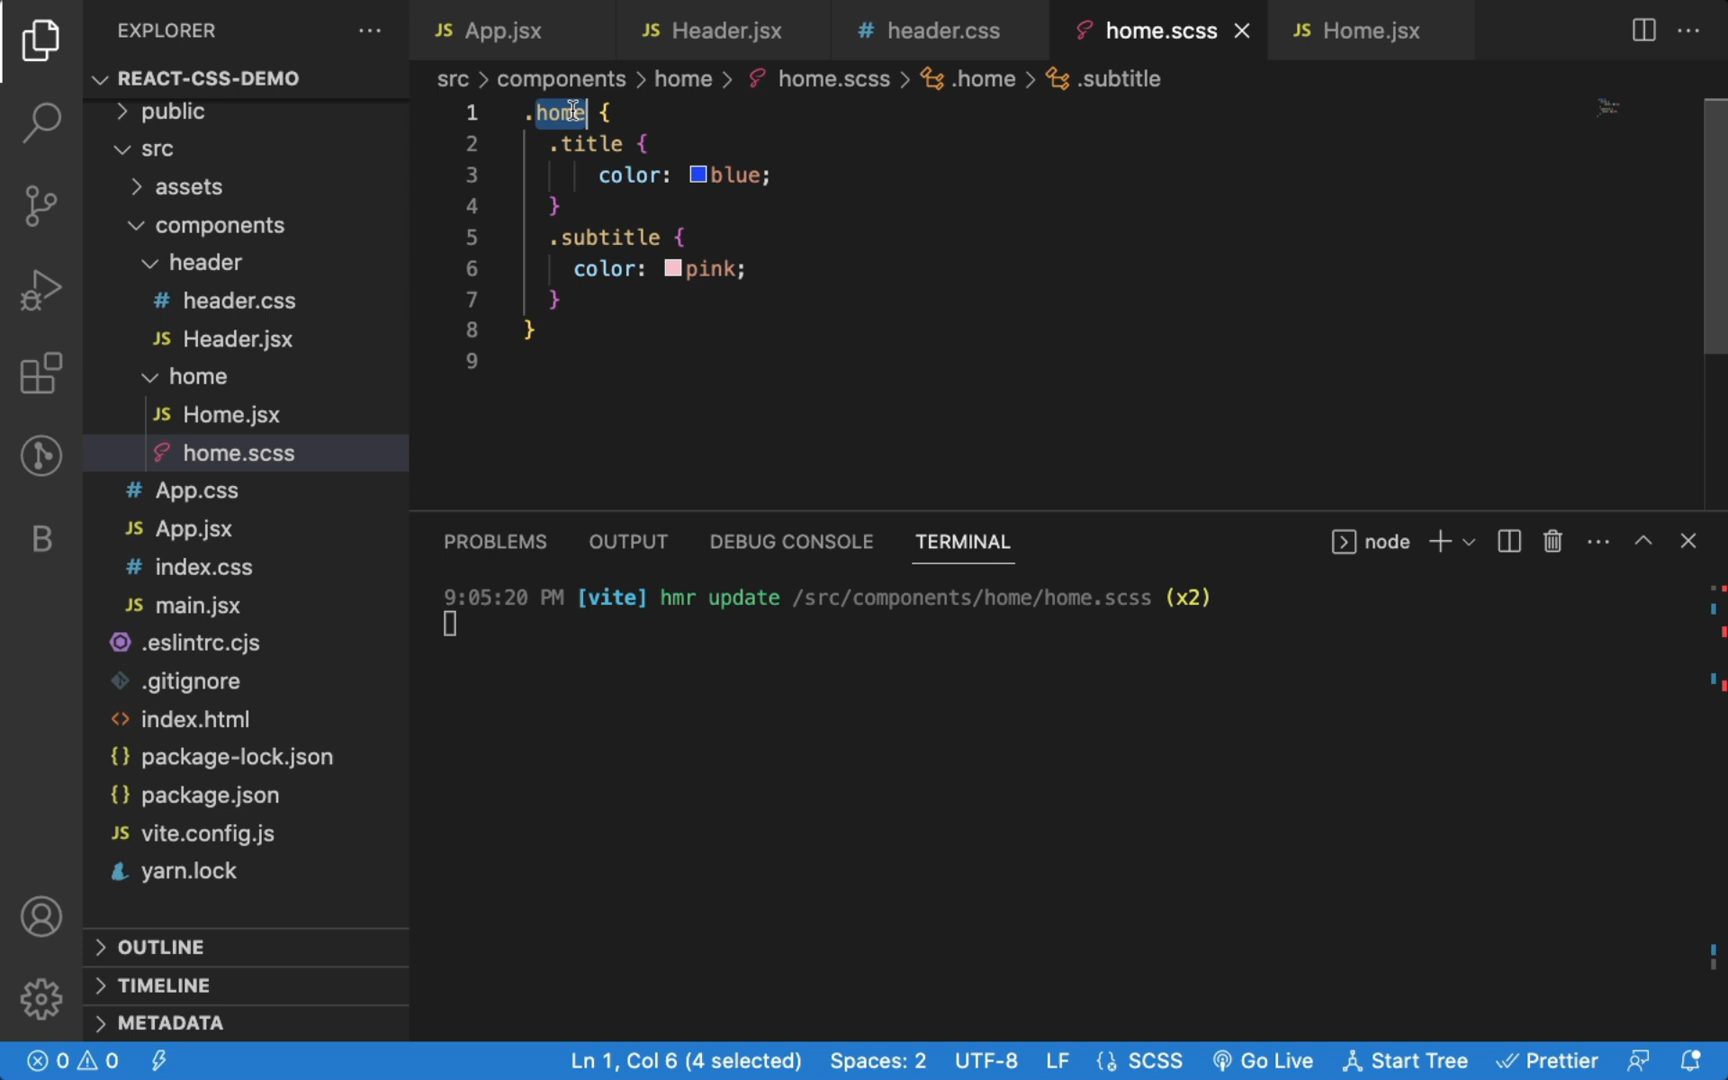 EXPLORER
REACT-CSS-DEMO
public
src
assets
components
header
# header.css
JS Header.jsx
home
JS Home.jsx
home.scss
# App.css
JS App.jsx
# index.css
JS main.jsx
.eslintrc.cjs
.gitignore
<> index.html
{} package-lock.json
{} package.json
JS vite.config.js
yarn.lock
OUTLINE
TIMELINE
METADATA
B
JS App.jsx
JS Header.jsx
# header.css
home.scss
JS Home.jsx
src > components > home > home.scss > .home > .subtitle
1 .home {
2 .title {
3 color: blue;
4 }
5 .subtitle {
6 color: pink;
7 }
8 }
9
PROBLEMS OUTPUT DEBUG CONSOLE TERMINAL
node
9:05:20 PM [vite] hmr update /src/components/home/home.scss (x2)
0 0
Ln 1, Col 6 (4 selected) Spaces: 2 UTF-8 LF {} SCSS Go Live Start Tree Prettier